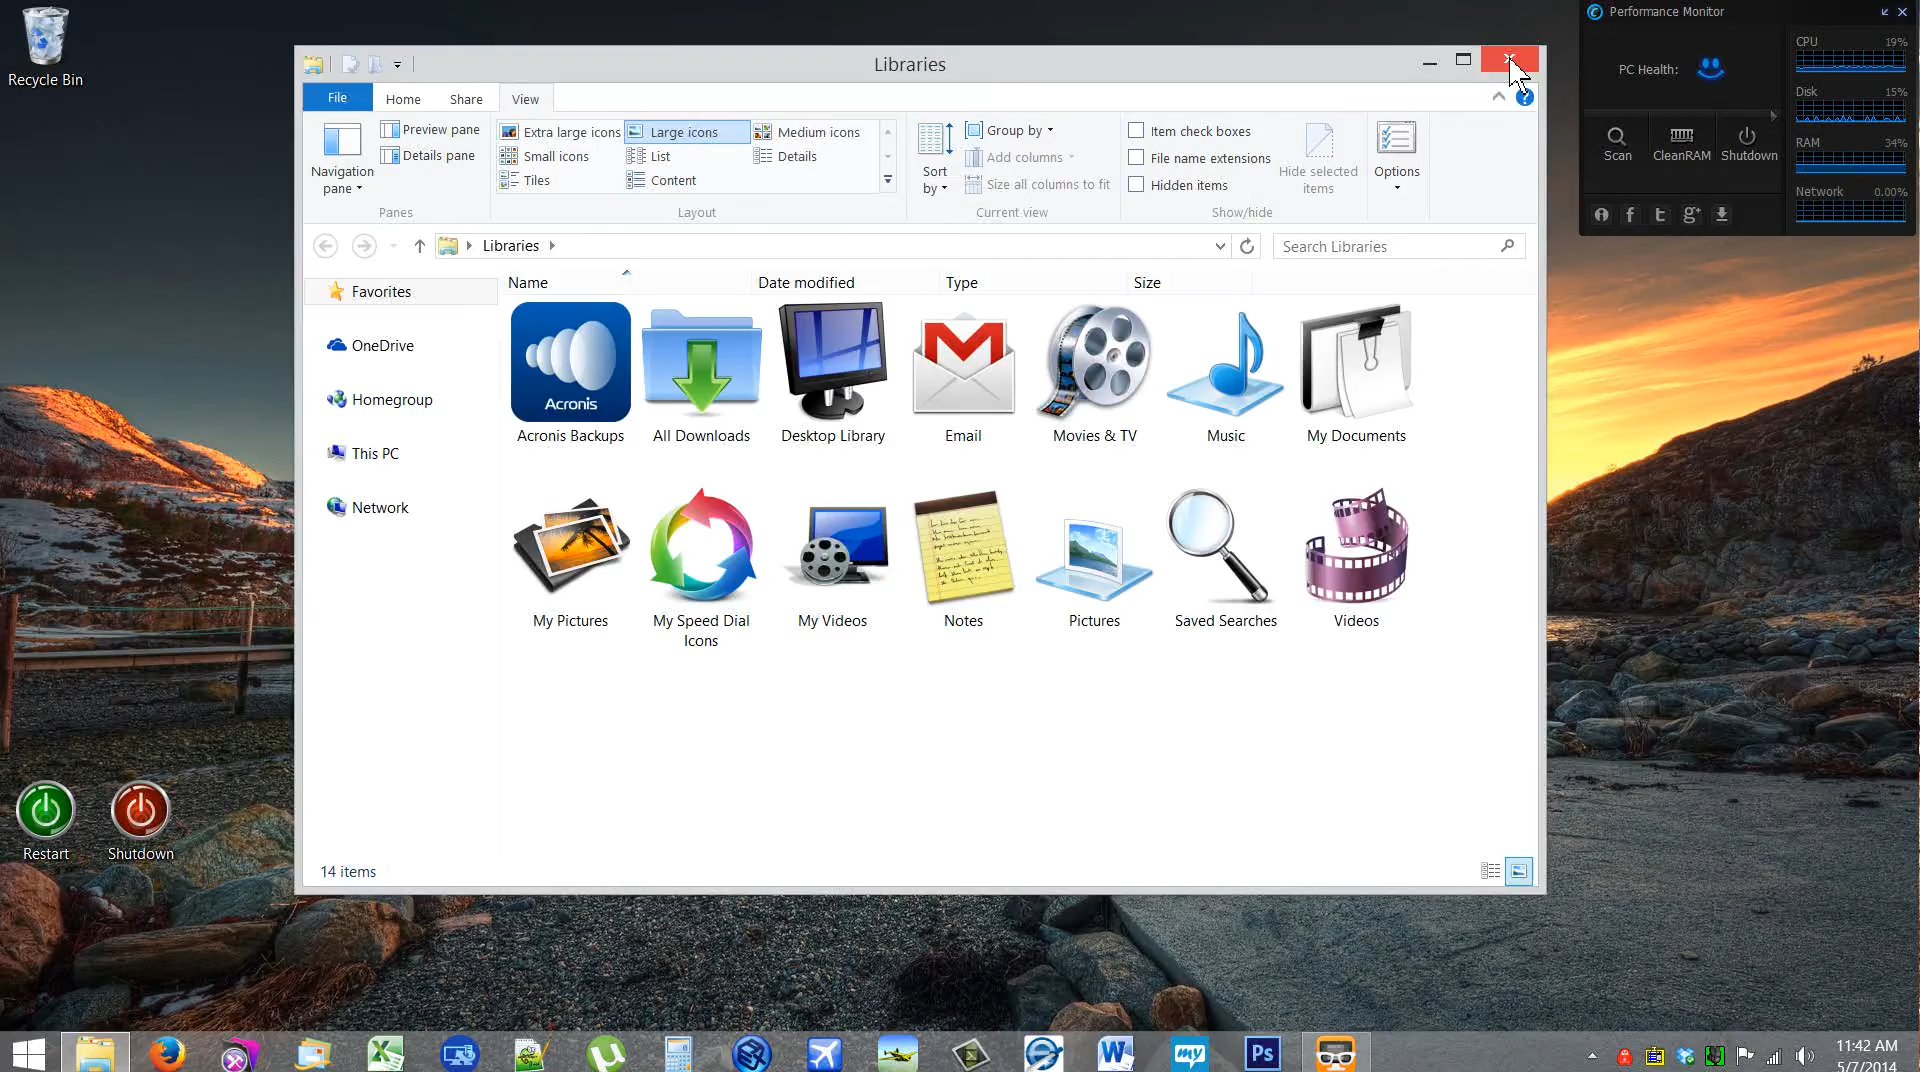 Recycle Bin
Performance Monitor
PC Health:
CPU 19%
Disk 15%
RAM 34%
Network 0.00%
Scan
CleanRAM
Shutdown
Libraries
File
Home
Share
View
Navigation pane
Preview pane
Details pane
Panes
Extra large icons
Large icons
Medium icons
Small icons
List
Details
Tiles
Content
Layout
Sort by
Group by
Add columns
Size all columns to fit
Current view
Item check boxes
File name extensions
Hidden items
Hide selected items
Show/hide
Options
Libraries
Search Libraries
Name
Date modified
Type
Size
Favorites
OneDrive
Homegroup
This PC
Network
Acronis
Acronis Backups
All Downloads
Desktop Library
Email
Movies & TV
Music
My Documents
My Pictures
My Speed Dial
Icons
My Videos
Notes
Pictures
Saved Searches
Videos
Restart
Shutdown
14 items
my
Ps
11:42 AM
5/7/2014